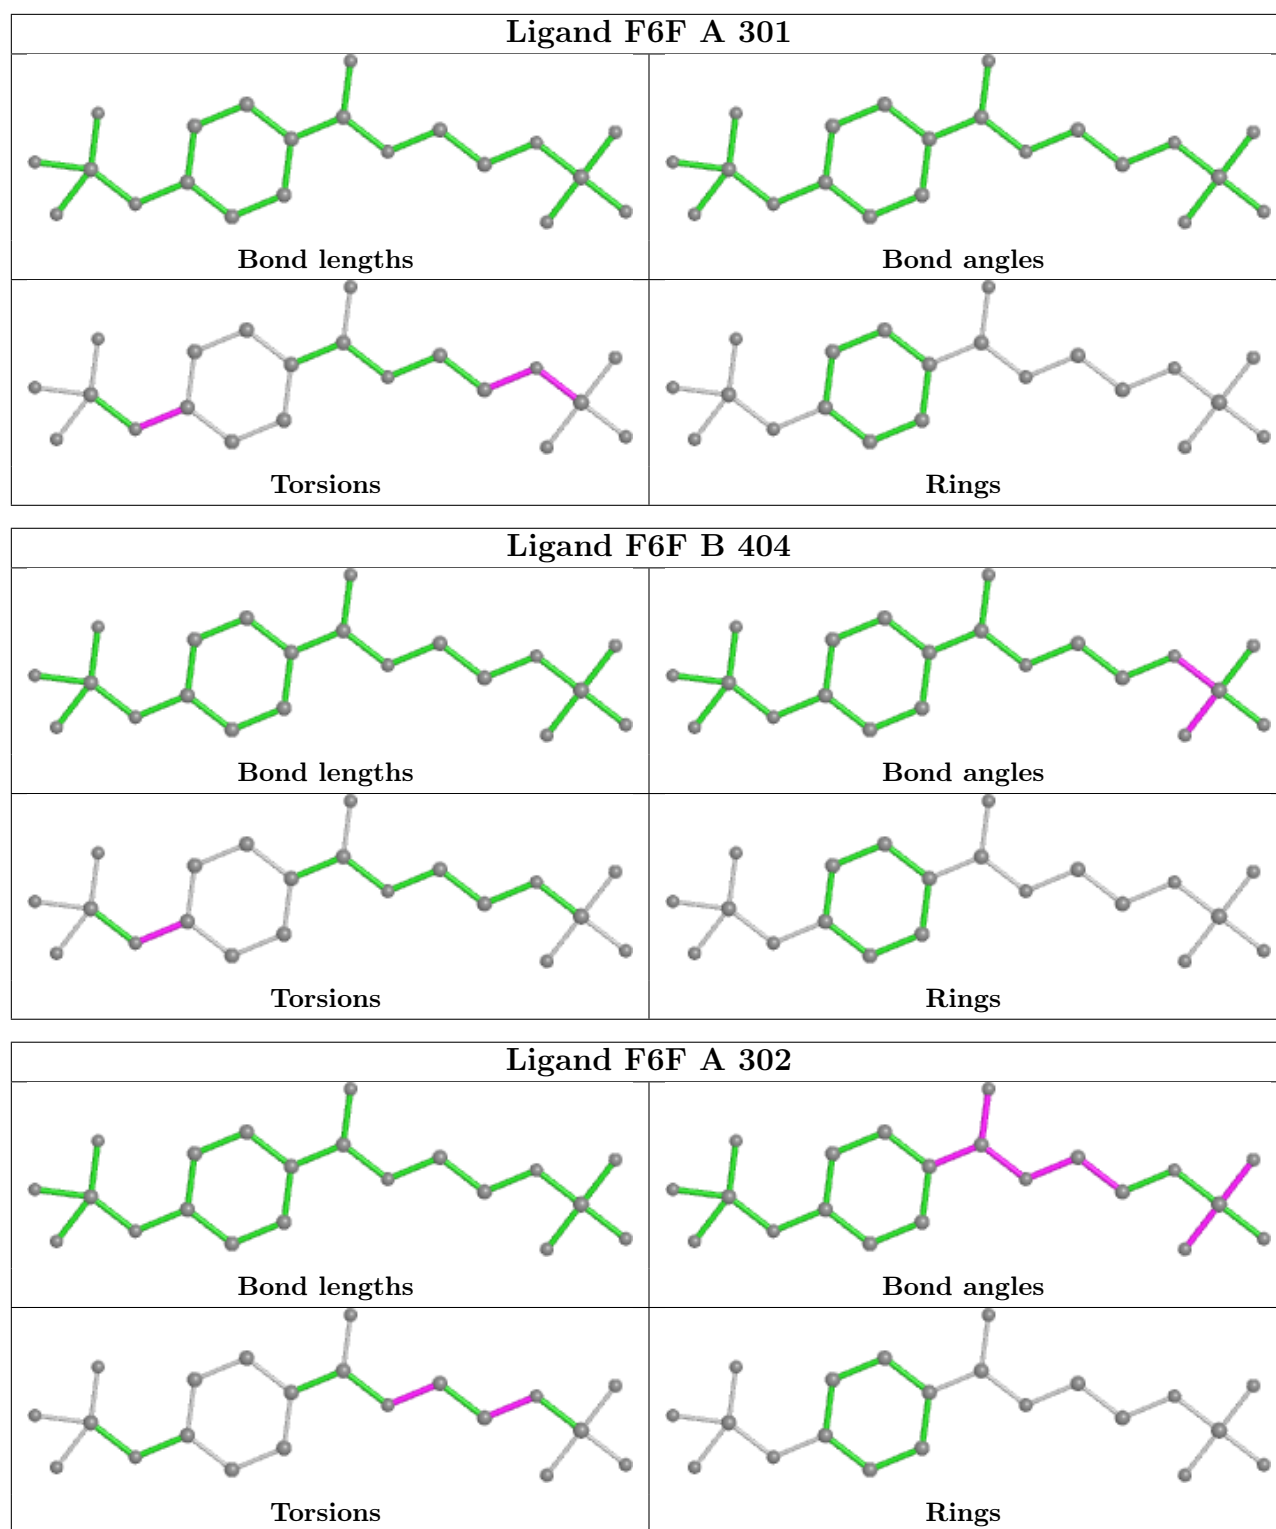 Ligand F6F A 301
Bond lengths
Bond angles
Torsions
Rings
Ligand F6F B 404
Bond lengths
Bond angles
Torsions
Rings
Ligand F6F A 302
Bond lengths
Bond angles
Torsions
Rings